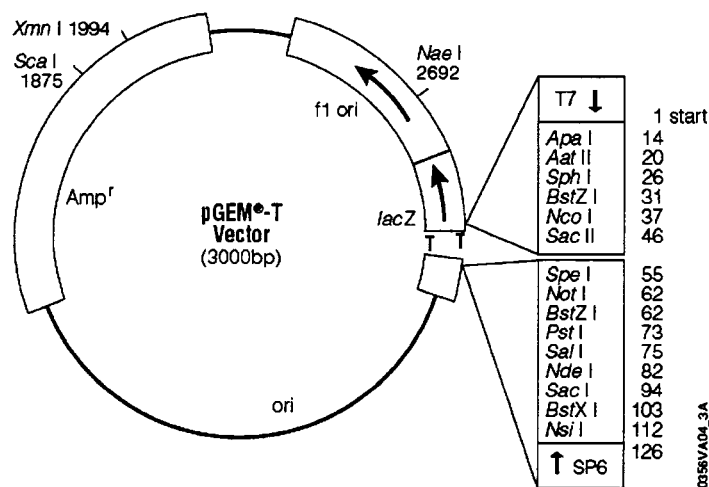 Xmn I 1994
Sca I
1875
Nae I
2692
f1 ori
Ampʳ
pGEM®-T
Vector
(3000bp)
lacZ
T T
ori
T7 ↓
1 start
Apa I 14
Aat II 20
Sph I 26
BstZ I 31
Nco I 37
Sac II 46
Spe I 55
Not I 62
BstZ I 62
Pst I 73
Sal I 75
Nde I 82
Sac I 94
BstX I 103
Nsi I 112
126
↑ SP6
0356VA04_3A